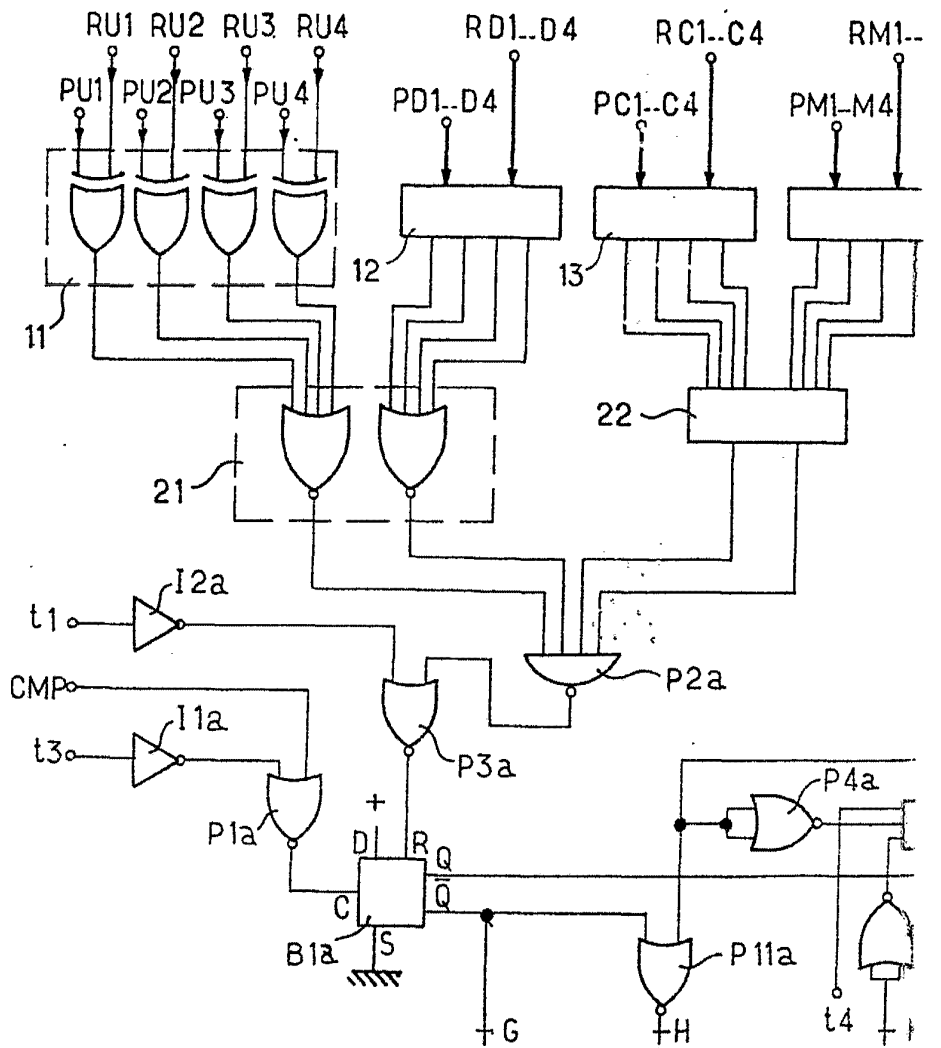 RU1 RU2 RU3 RU4 RD1--D4 RC1--C4 RM1--
PU1 PU2 PU3 PU4 PD1--D4 PC1--C4 PM1--M4
12 13
11
22
21
I2a
t1
P2a
CMP
I1a
t3
P3a
P4a
P1a
+
D R Q
Q̅
C
B1a S
P11a
t4
G H